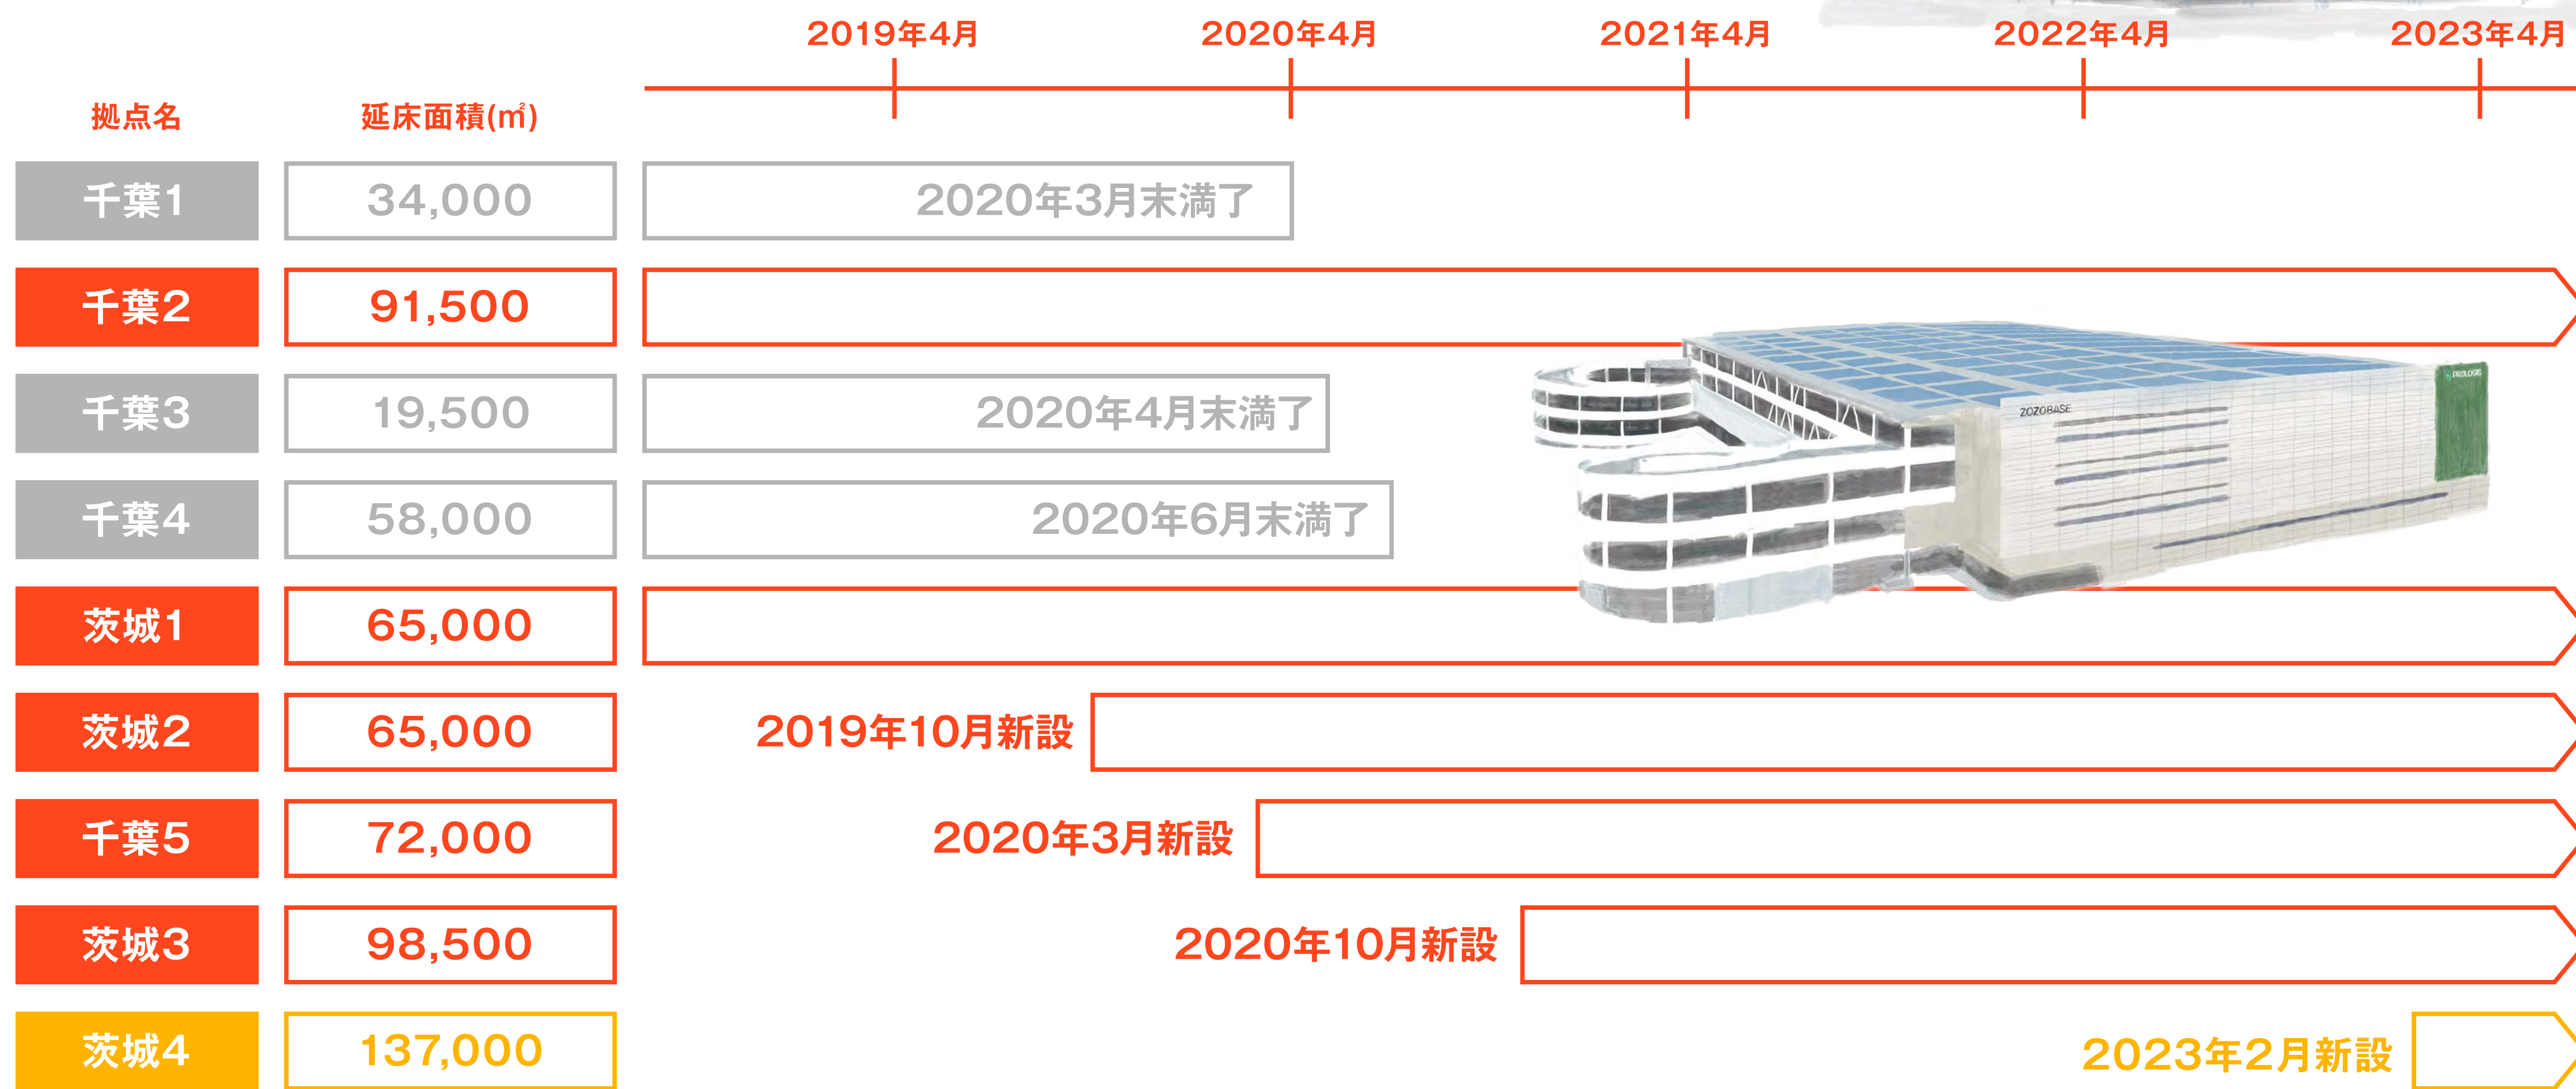 2019年4月 2020年4月 2021年4月 2022年4月 2023年4月
拠点名 延床面積(㎡)
千葉1 34,000 2020年3月末満了
千葉2 91,500
千葉3 19,500 2020年4月末満了
千葉4 58,000 2020年6月末満了
茨城1 65,000
茨城2 65,000 2019年10月新設
千葉5 72,000 2020年3月新設
茨城3 98,500 2020年10月新設
茨城4 137,000 2023年2月新設
ZOZOBASE
PROLOGIS